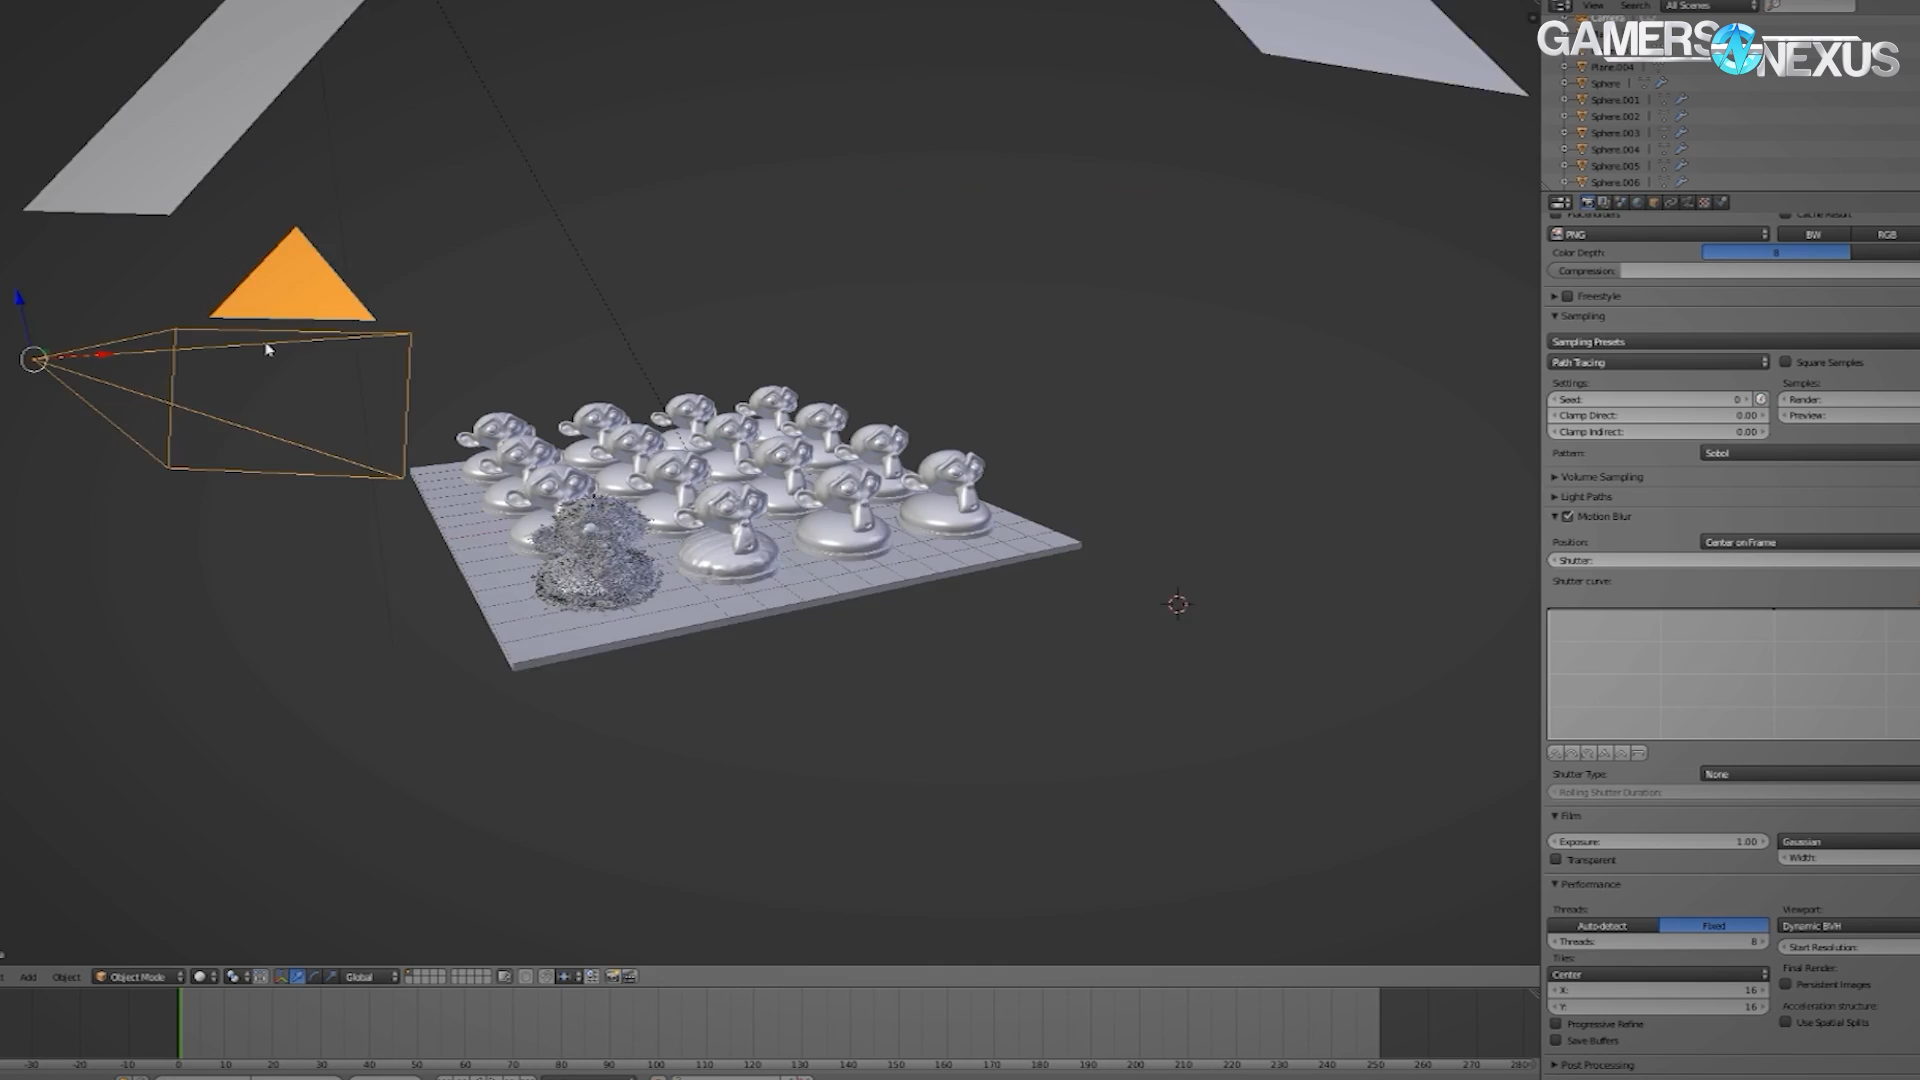 View Search All Scenes
GAMERS NEXUS
Camera
Plane.004
Sphere
Sphere.001
Sphere.002
Sphere.003
Sphere.004
Sphere.005
Sphere.006
Placeholders Cache Result
PNG BW RGB
Color Depth: 8
Compression:
Freestyle
Sampling
Sampling Presets
Path Tracing Square Samples
Settings: Samples:
Seed: 0 Render:
Clamp Direct: 0.00 Preview:
Clamp Indirect: 0.00
Pattern: Sobol
Volume Sampling
Light Paths
Motion Blur
Position: Center on Frame
Shutter:
Shutter curve:
Shutter Type: None
Rolling Shutter Duration:
Film
Exposure: 1.00 Gaussian
Transparent Width:
Performance
Threads: Viewport:
Auto-detect Fixed Dynamic BVH
Threads: 8 Start Resolution:
Tiles: Final Render:
Center Persistent Images
X: 16 Acceleration structure:
Y: 16 Use Spatial Splits
Progressive Refine
Save Buffers
Post Processing
Add Object Object Mode Global
-30 -20 -10 0 10 20 30 40 50 60 70 80 90 100 110 120 130 140 150 160 170 180 190 200 210 220 230 240 250 260 270 280